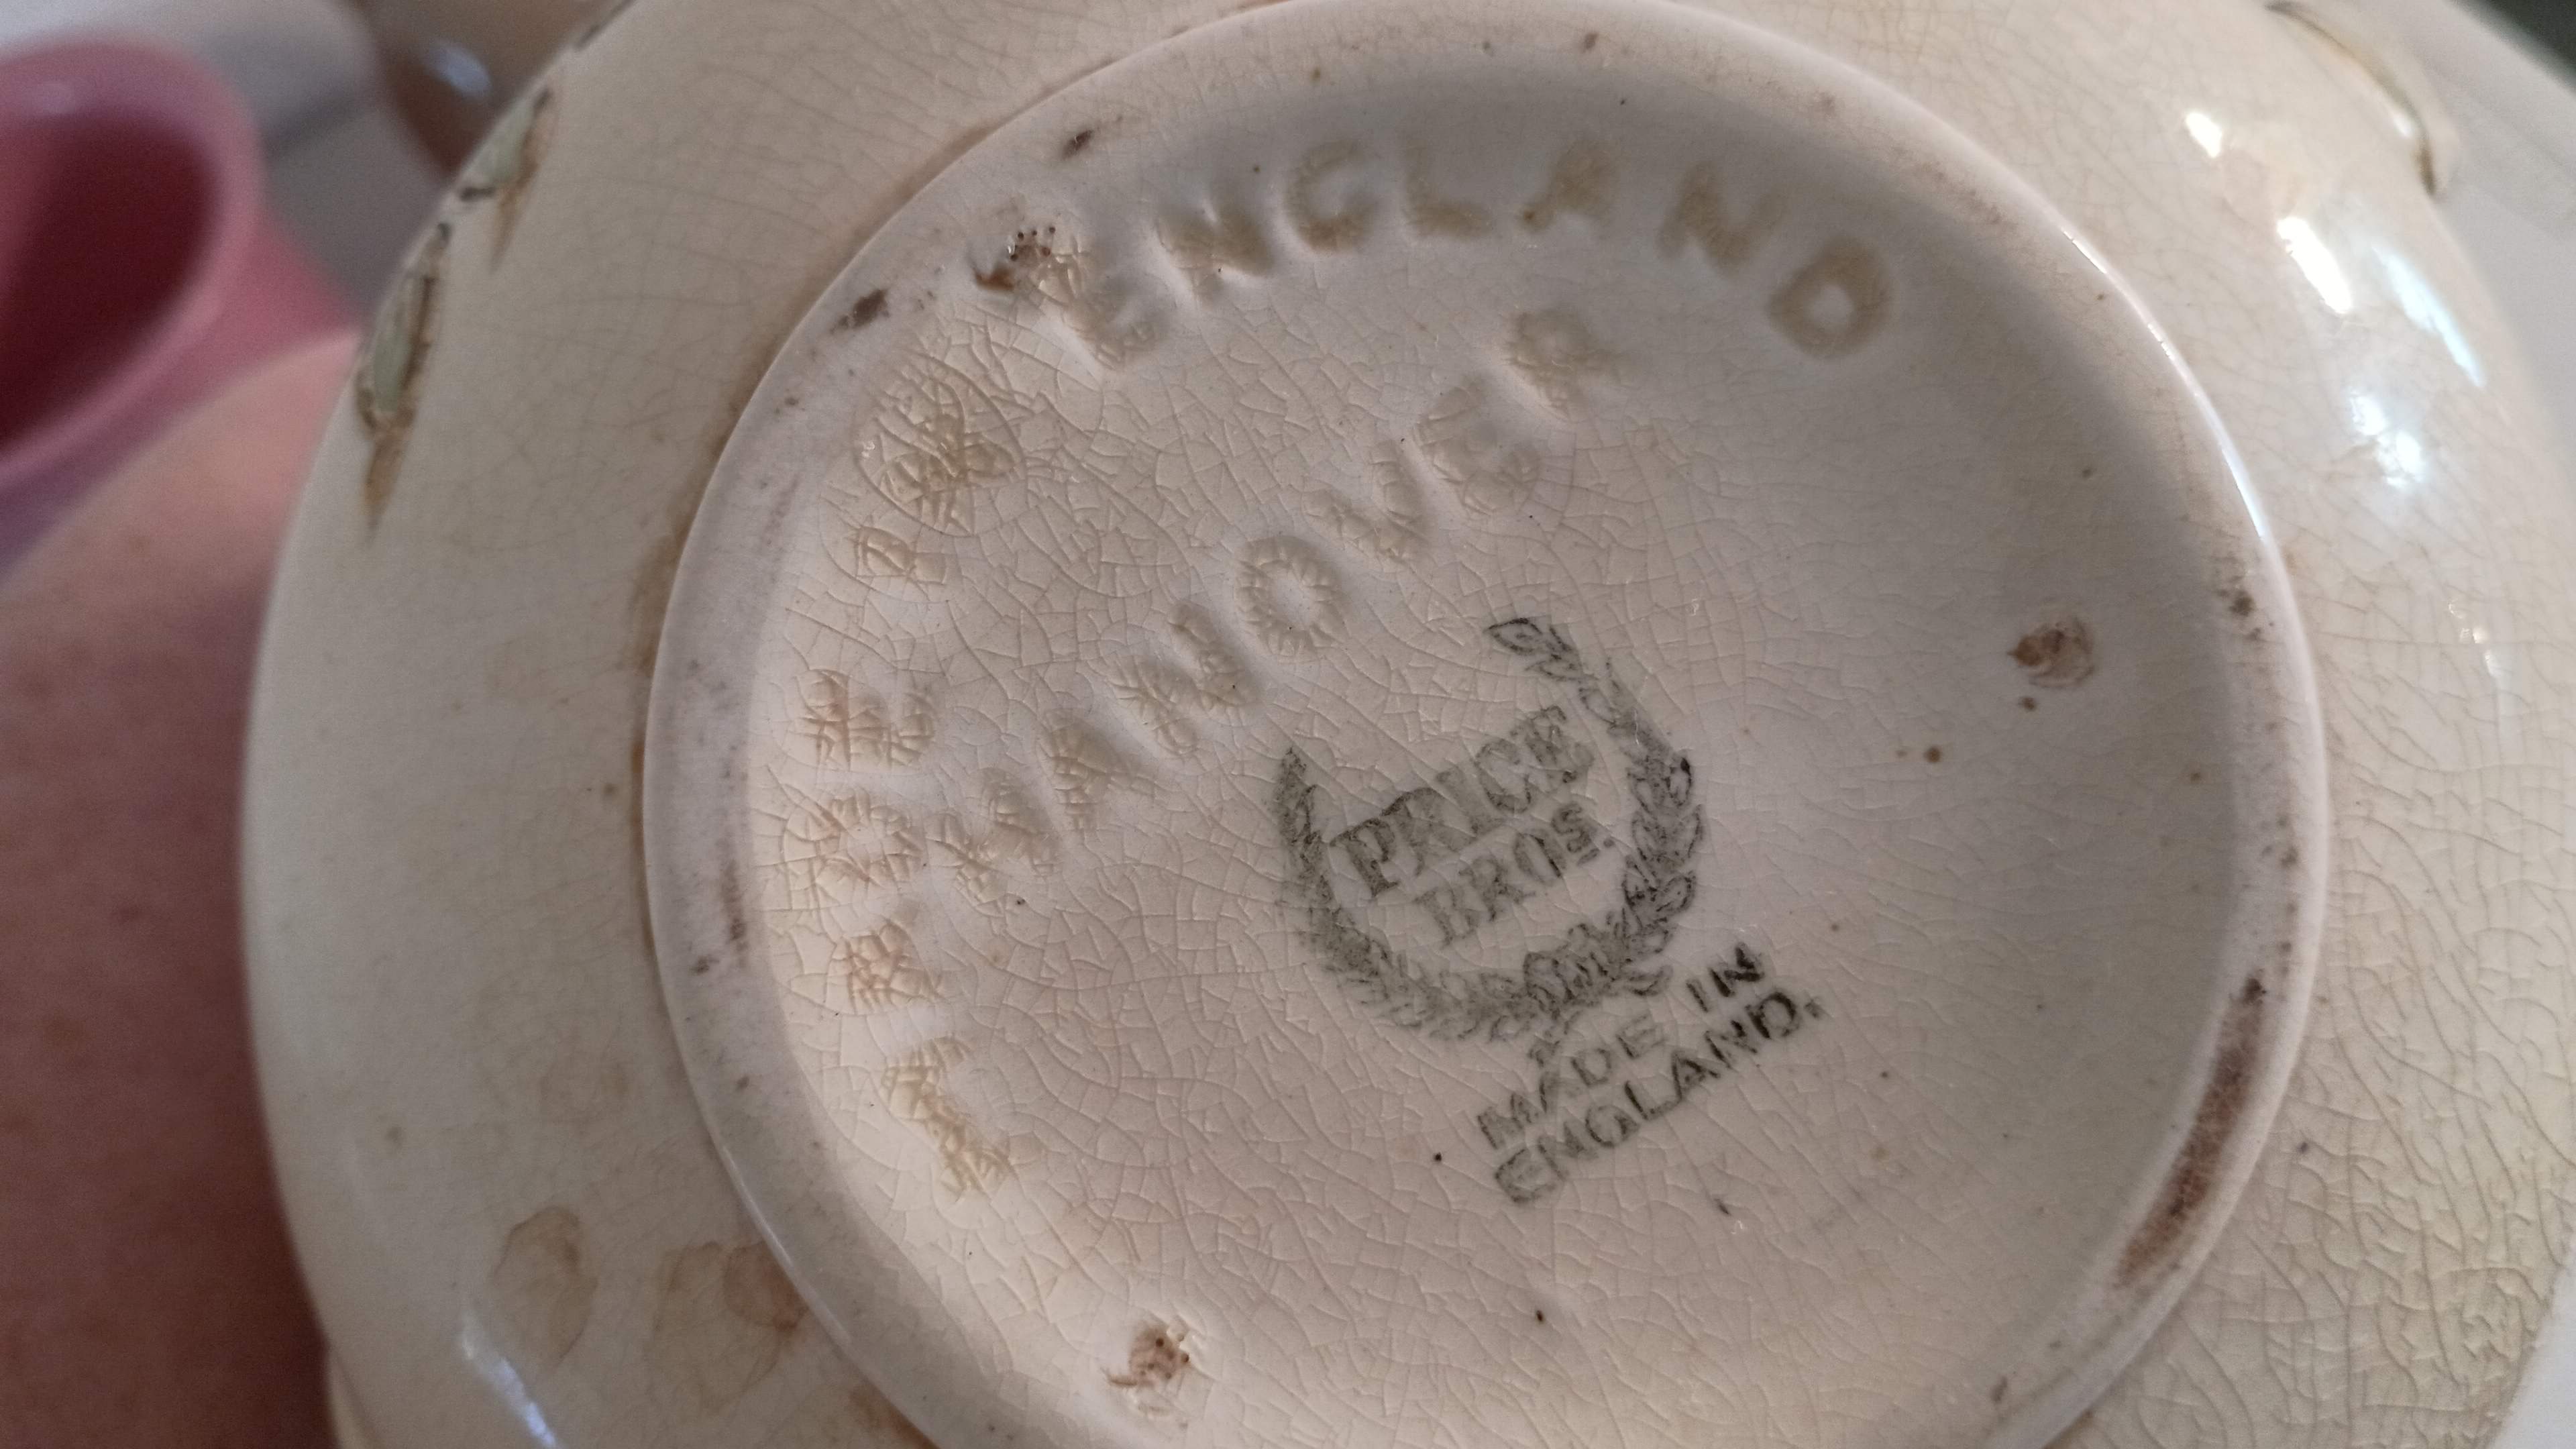 ENGLAND
HANOVER
PRICE
BROS.
MADE IN
ENGLAND.